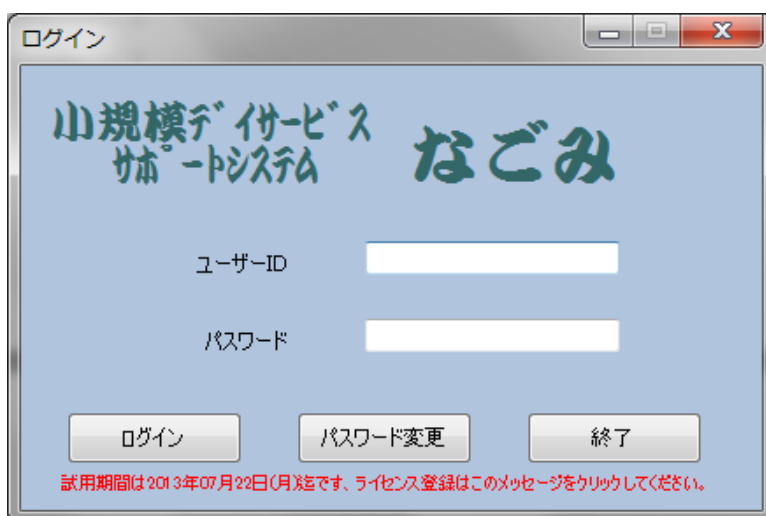 ログイン
小規模デイサービス
サポートシステム
なごみ
ユーザーID
パスワード
ログイン パスワード変更 終了
試用期間は2013年07月22日(月)迄です、ライセンス登録はこのメッセージをクリックしてください。